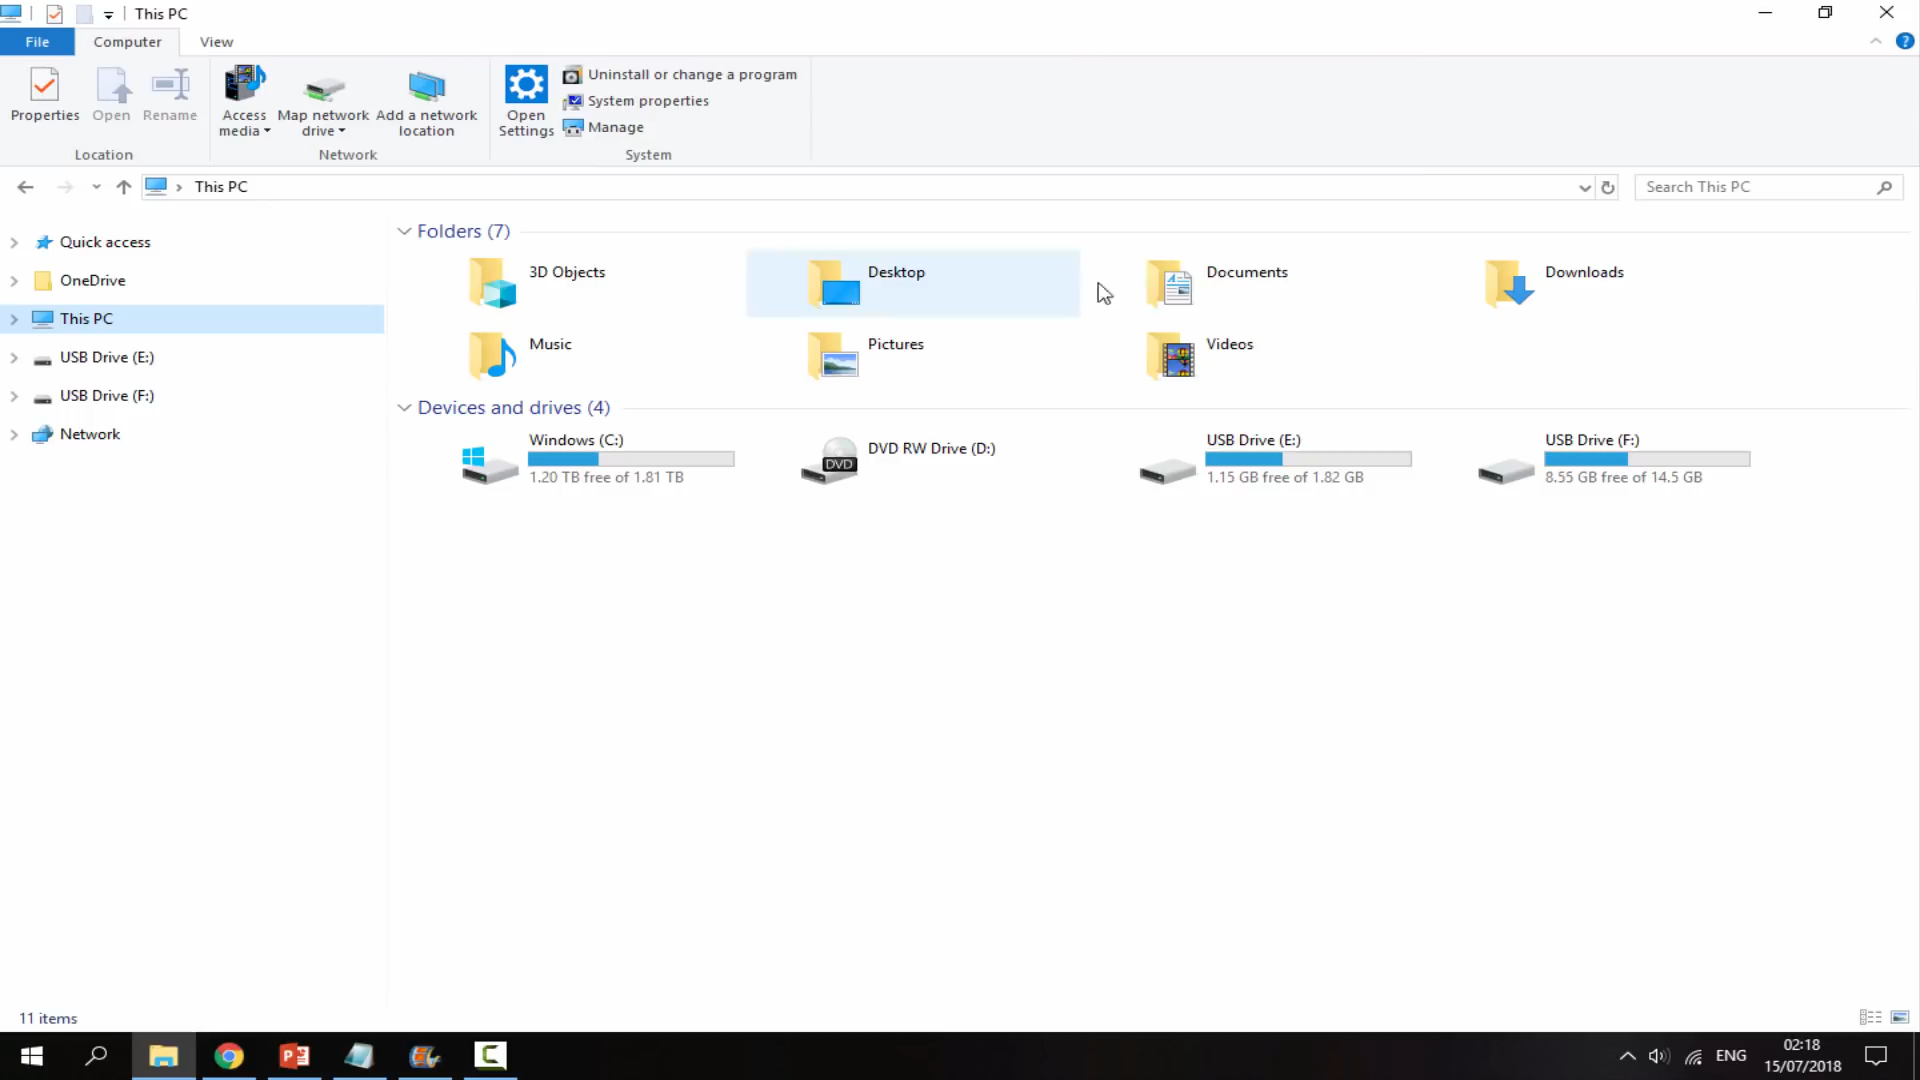 This PC
File
Computer
View
Properties
Open
Rename
Access media
Map network drive
Add a network location
Open Settings
Uninstall or change a program
System properties
Manage
Location
Network
System
This PC
Search This PC
Quick access
OneDrive
This PC
USB Drive (E:)
USB Drive (F:)
Network
Folders (7)
3D Objects
Desktop
Documents
Downloads
Music
Pictures
Videos
Devices and drives (4)
Windows (C:)
1.20 TB free of 1.81 TB
DVD
DVD RW Drive (D:)
USB Drive (E:)
1.15 GB free of 1.82 GB
USB Drive (F:)
8.55 GB free of 14.5 GB
11 items
ENG
02:18
15/07/2018